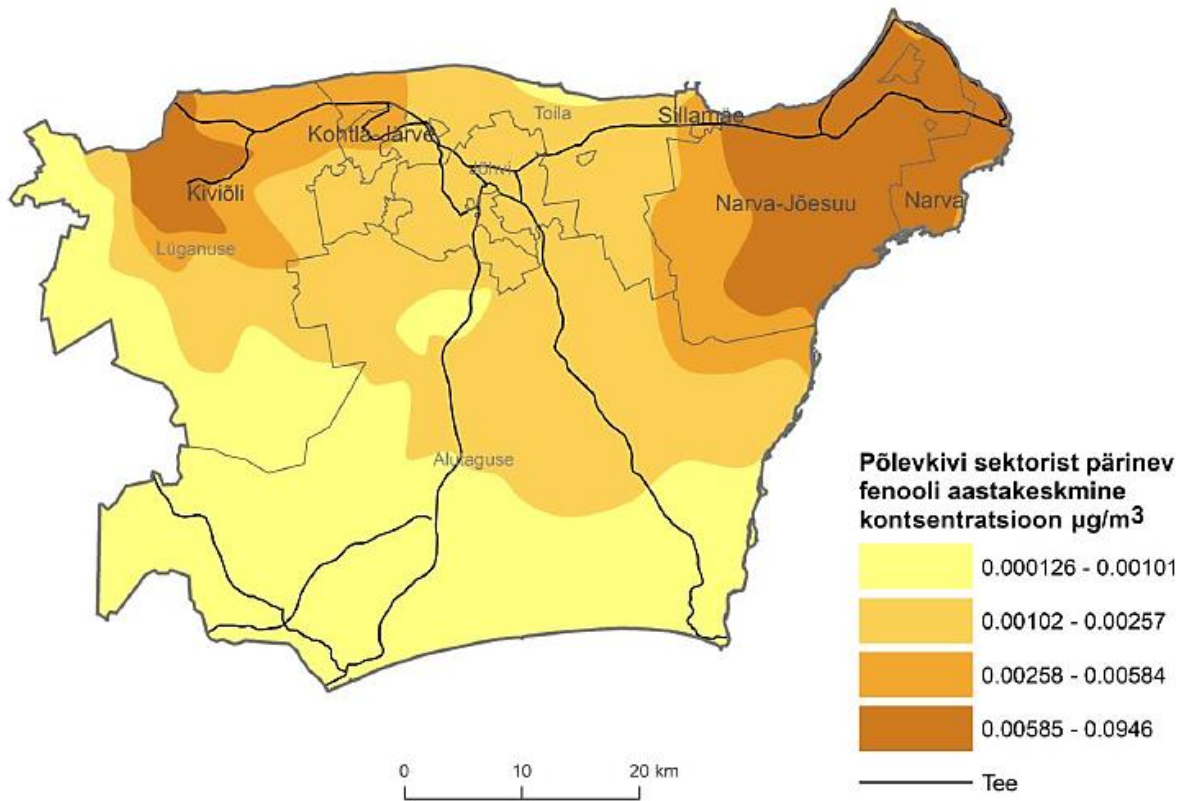 Toila
Sillamäe
Kohtla-Järve
Jõhvi
Kiviõli
Narva-Jõesuu
Narva
Lüganuse
Alutaguse
Põlevkivi sektorist pärinev
fenooli aastakeskmine
kontsentratsioon µg/m³
0.000126 - 0.00101
0.00102 - 0.00257
0.00258 - 0.00584
0.00585 - 0.0946
Tee
0 10 20 km